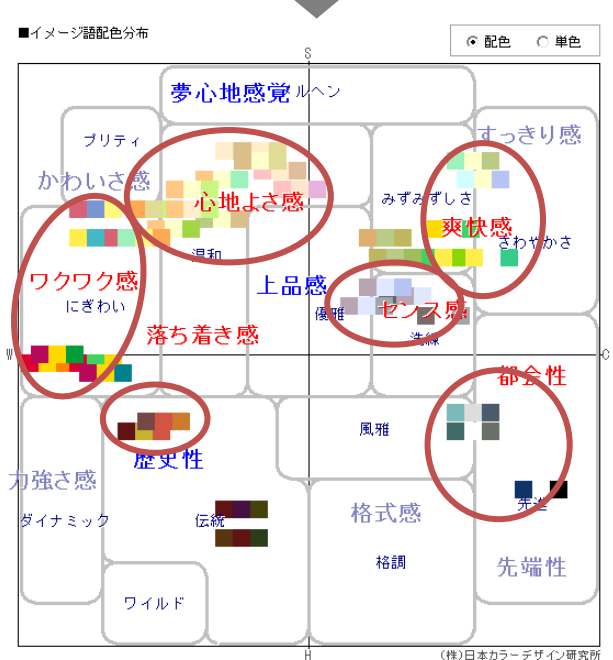 ■イメージ語配色分布
配色 単色
S
夢心地感覚 ルヘン
プリティ
すっきり感
かわいさ感
心地よさ感
みずみずしさ
爽快感
さわやかさ
温和
ワクワク感
上品感
にぎわい
優雅
センス感
落ち着き感
洗練
W
C
都会性
風雅
歴史性
力強さ感
先進
ダイナミック
伝統
格式感
格調
先端性
ワイルド
H
(株)日本カラーデザイン研究所